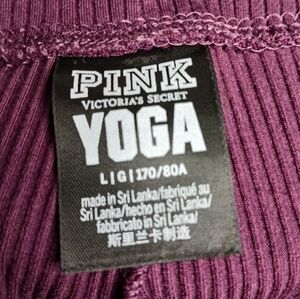 PINK
VICTORIA'S SECRET
YOGA
L|G|170/80A
made in Sri Lanka/fabriqué au
Sri Lanka/hecho en Sri Lanka/
fabbricato in Sri Lanka/
斯里兰卡制造